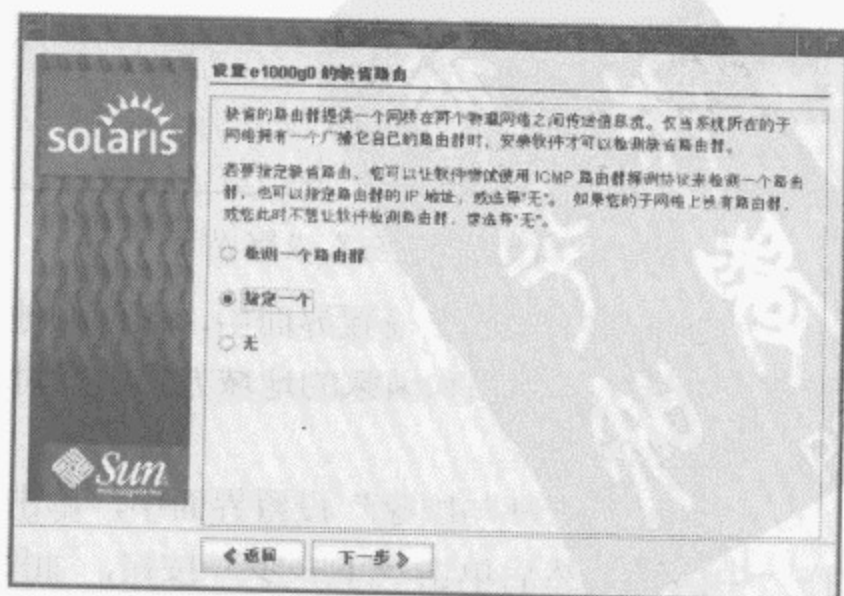 设置 e1000g0 的缺省路由
solaris
缺省的路由器提供一个网桥在两个物理网络之间传送信息流。仅当系统所在的子
网络拥有一个广播它自己的路由器时，安装软件才可以检测缺省路由器。
若要指定缺省路由，您可以让软件尝试使用 ICMP 路由器探测协议来检测一个路由
器，也可以指定路由器的 IP 地址，或选择“无”。 如果您的子网络上没有路由器，
或您此时不想让软件检测路由器，请选择“无”。
检测一个路由器
指定一个
无
Sun
microsystems
返回
下一步